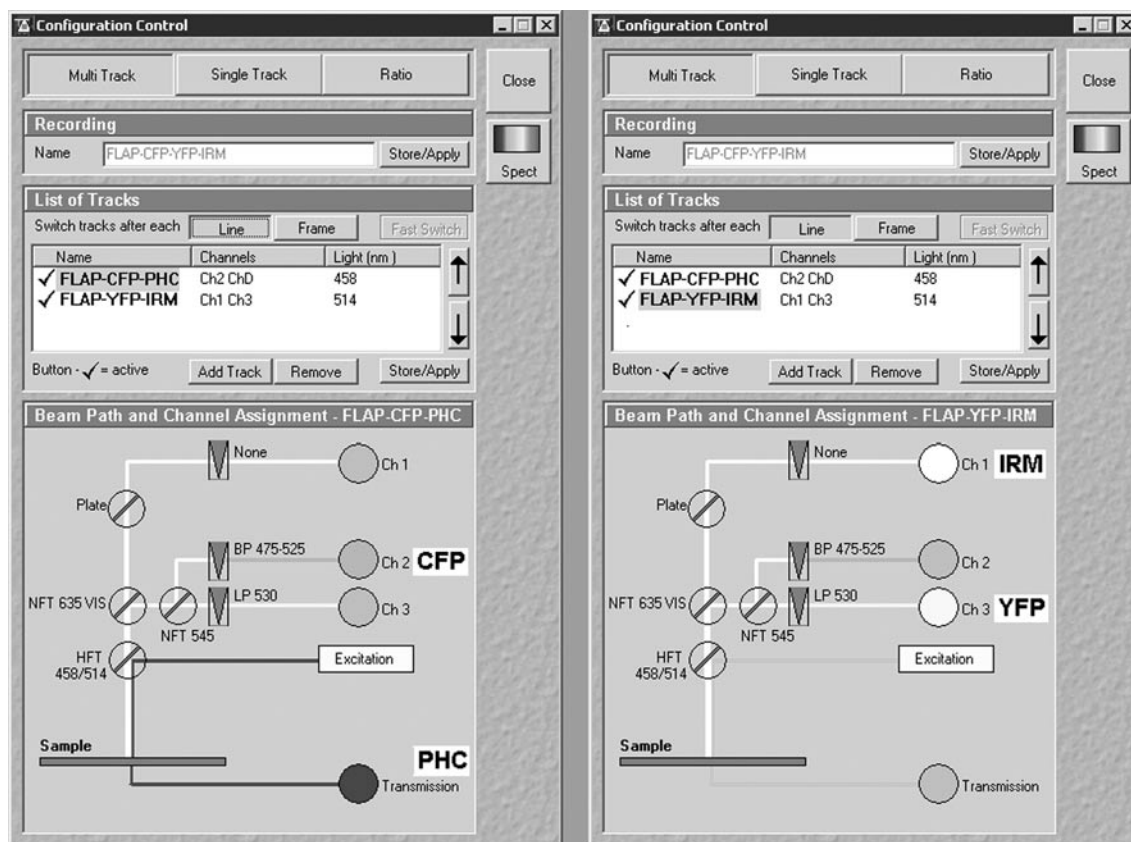 Configuration Control
Multi Track Single Track Ratio
Close
Recording
Name FLAP-CFP-YFP-IRM Store/Apply
Spect
List of Tracks
Switch tracks after each Line Frame Fast Switch
Name Channels Light (nm )
FLAP-CFP-PHC Ch2 ChD 458
FLAP-YFP-IRM Ch1 Ch3 514
Button - ✓ = active Add Track Remove Store/Apply
Beam Path and Channel Assignment - FLAP-CFP-PHC
None
Ch 1
Plate
BP 475-525
Ch 2 CFP
NFT 635 VIS
LP 530
Ch 3
NFT 545
HFT
458/514
Excitation
Sample
PHC
Transmission
Configuration Control
Multi Track Single Track Ratio
Close
Recording
Name FLAP-CFP-YFP-IRM Store/Apply
Spect
List of Tracks
Switch tracks after each Line Frame Fast Switch
Name Channels Light (nm )
FLAP-CFP-PHC Ch2 ChD 458
FLAP-YFP-IRM Ch1 Ch3 514
Button - ✓ = active Add Track Remove Store/Apply
Beam Path and Channel Assignment - FLAP-YFP-IRM
None
Ch 1 IRM
Plate
BP 475-525
Ch 2
NFT 635 VIS
LP 530
Ch 3 YFP
NFT 545
HFT
458/514
Excitation
Sample
Transmission